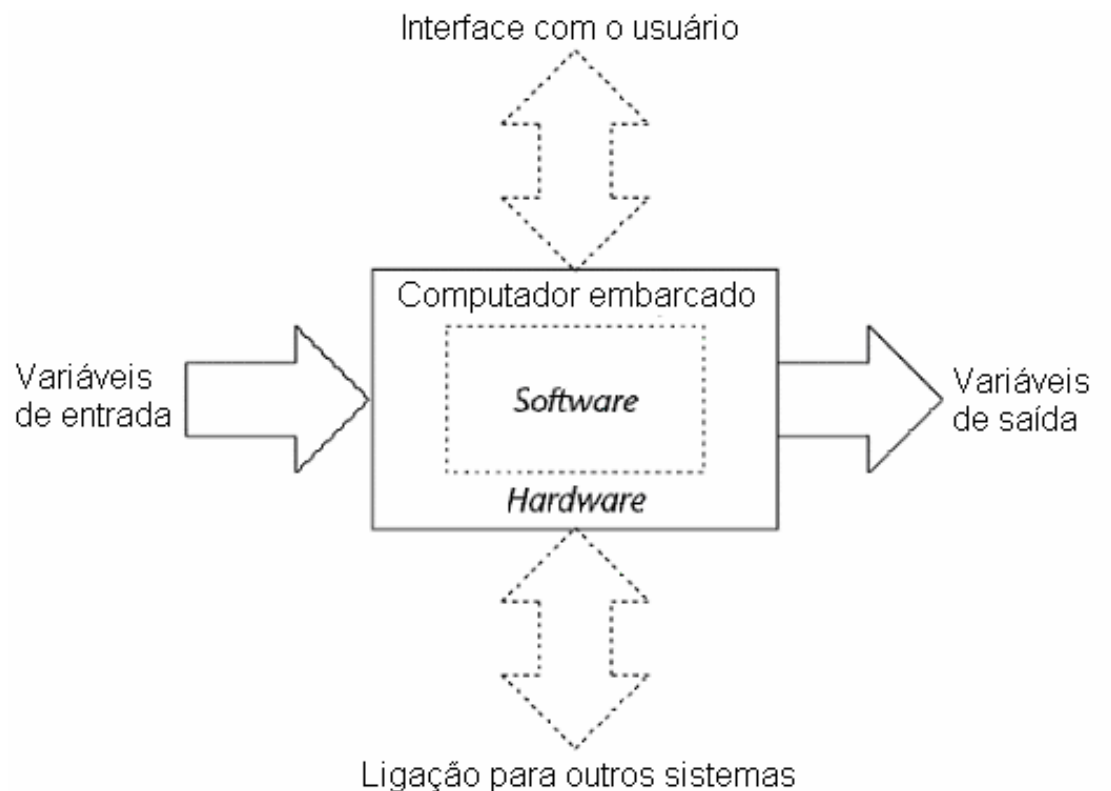 Interface com o usuário
Computador embarcado
Variáveis
de entrada
Software
Variáveis
de saída
Hardware
Ligação para outros sistemas